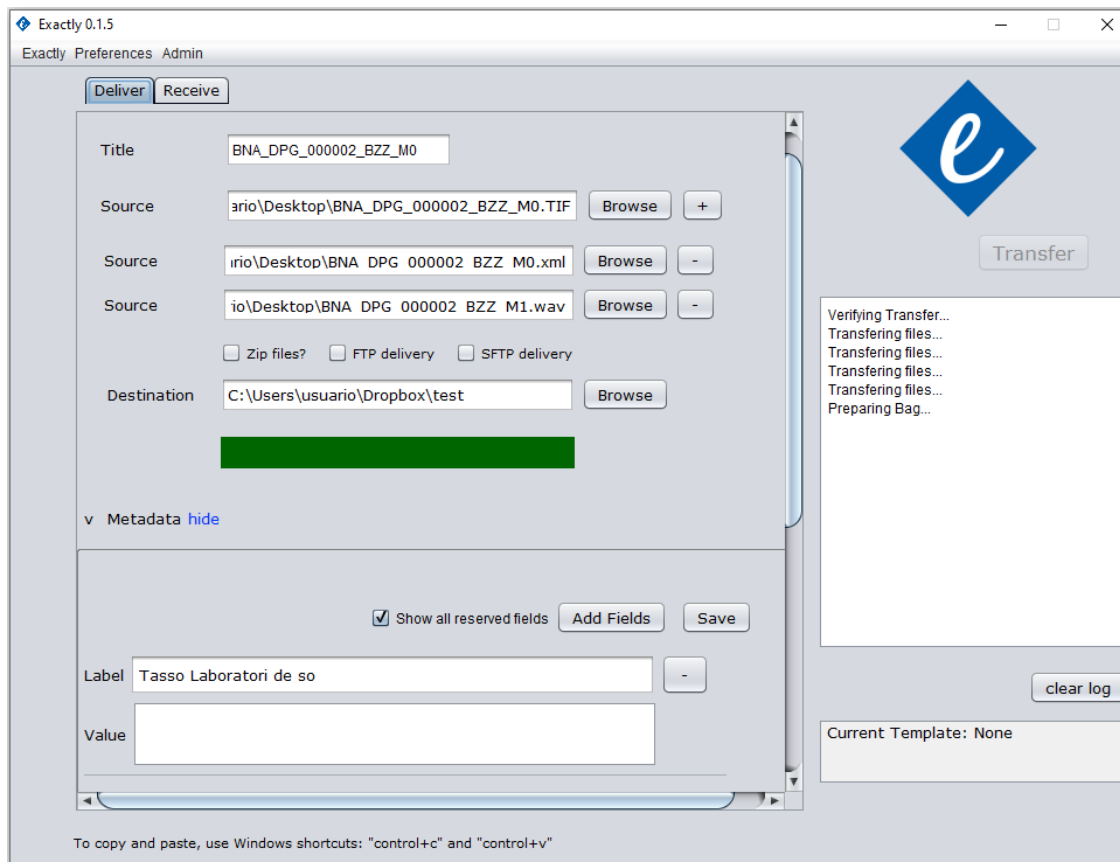 Exactly 0.1.5
Exactly Preferences Admin
Deliver Receive
Title BNA_DPG_000002_BZZ_M0
Source ario\Desktop\BNA_DPG_000002_BZZ_M0.TIF Browse +
Source rio\Desktop\BNA_DPG_000002_BZZ_M0.xml Browse -
Source io\Desktop\BNA_DPG_000002_BZZ_M1.wav Browse -
Zip files? FTP delivery SFTP delivery
Destination C:\Users\usuario\Dropbox\test Browse
v Metadata hide
Show all reserved fields Add Fields Save
Label Tasso Laboratori de so -
Value
To copy and paste, use Windows shortcuts: "control+c" and "control+v"
e
Transfer
Verifying Transfer...
Transfering files...
Transfering files...
Transfering files...
Transfering files...
Preparing Bag...
clear log
Current Template: None